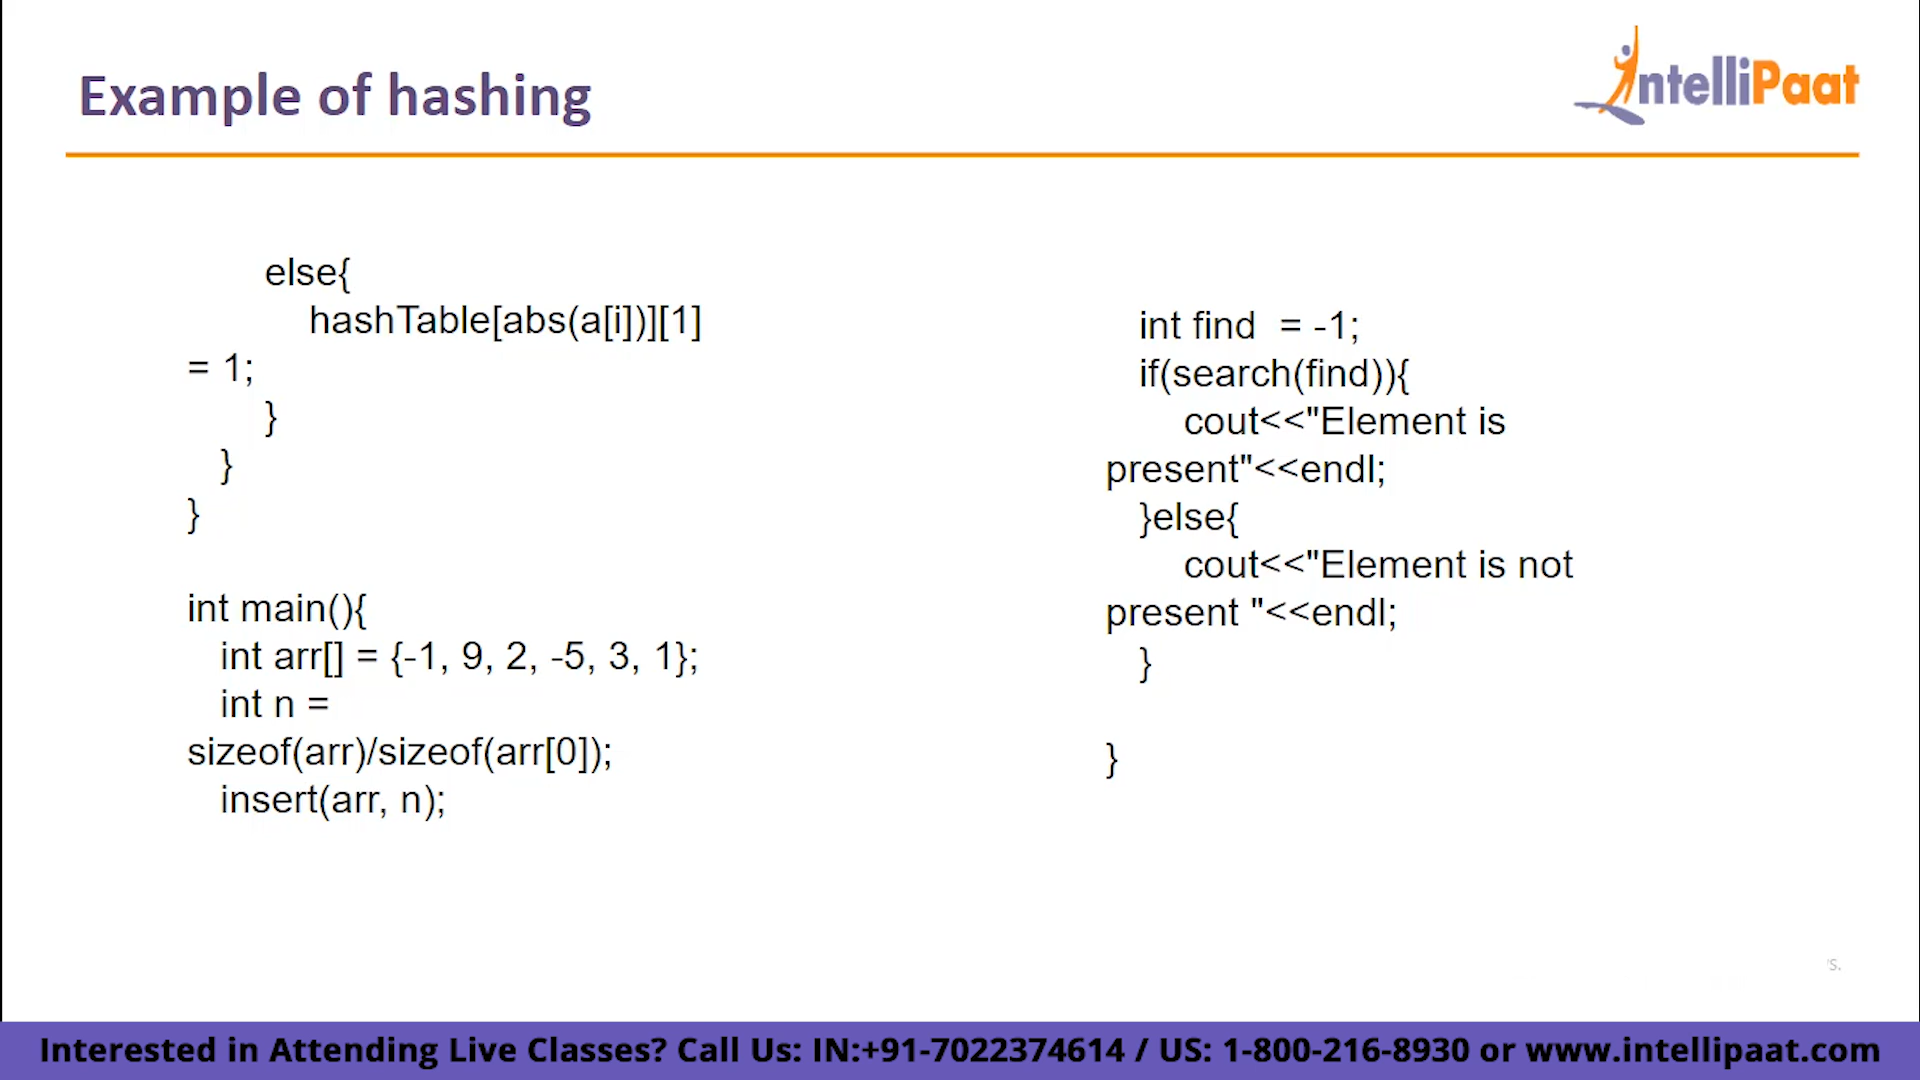 Example of hashing
IntelliPaat
else{
hashTable[abs(a[i])][1]
= 1;
}
}
}
int main(){
int arr[] = {-1, 9, 2, -5, 3, 1};
int n =
sizeof(arr)/sizeof(arr[0]);
insert(arr, n);
int find  = -1;
if(search(find)){
cout<<"Element is
present"<<endl;
}else{
cout<<"Element is not
present "<<endl;
}
}
Interested in Attending Live Classes? Call Us: IN:+91-7022374614 / US: 1-800-216-8930 or www.intellipaat.com